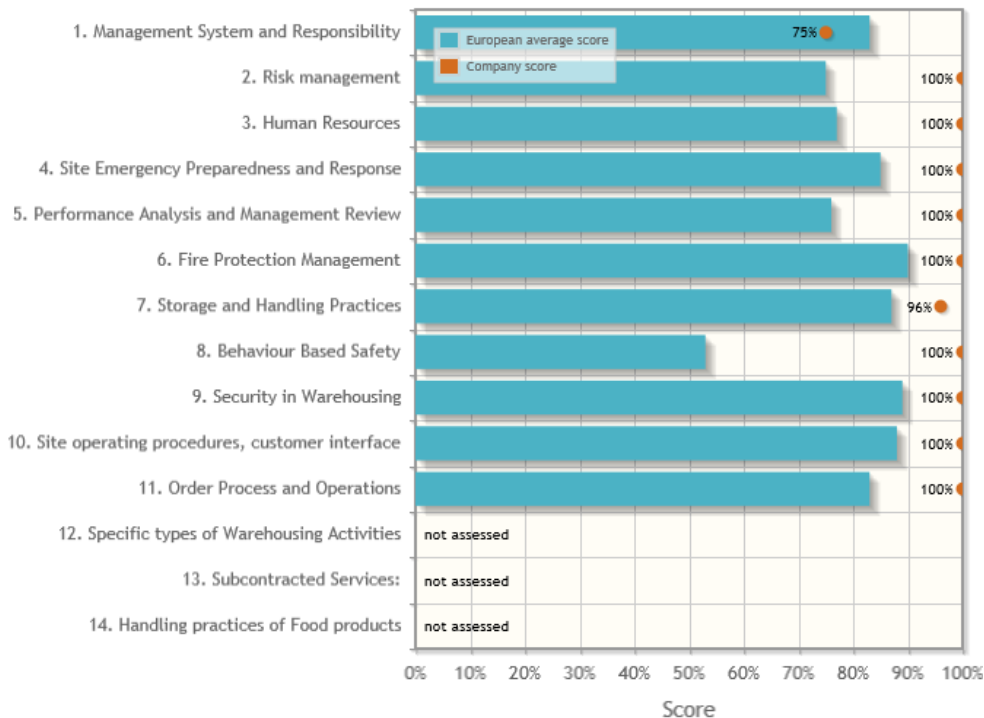 1. Management System and Responsibility
75%
European average score
Company score
2. Risk management
100%
3. Human Resources
100%
4. Site Emergency Preparedness and Response
100%
5. Performance Analysis and Management Review
100%
6. Fire Protection Management
100%
7. Storage and Handling Practices
96%
8. Behaviour Based Safety
100%
9. Security in Warehousing
100%
10. Site operating procedures, customer interface
100%
11. Order Process and Operations
100%
12. Specific types of Warehousing Activities
not assessed
13. Subcontracted Services:
not assessed
14. Handling practices of Food products
not assessed
0% 10% 20% 30% 40% 50% 60% 70% 80% 90% 100%
Score